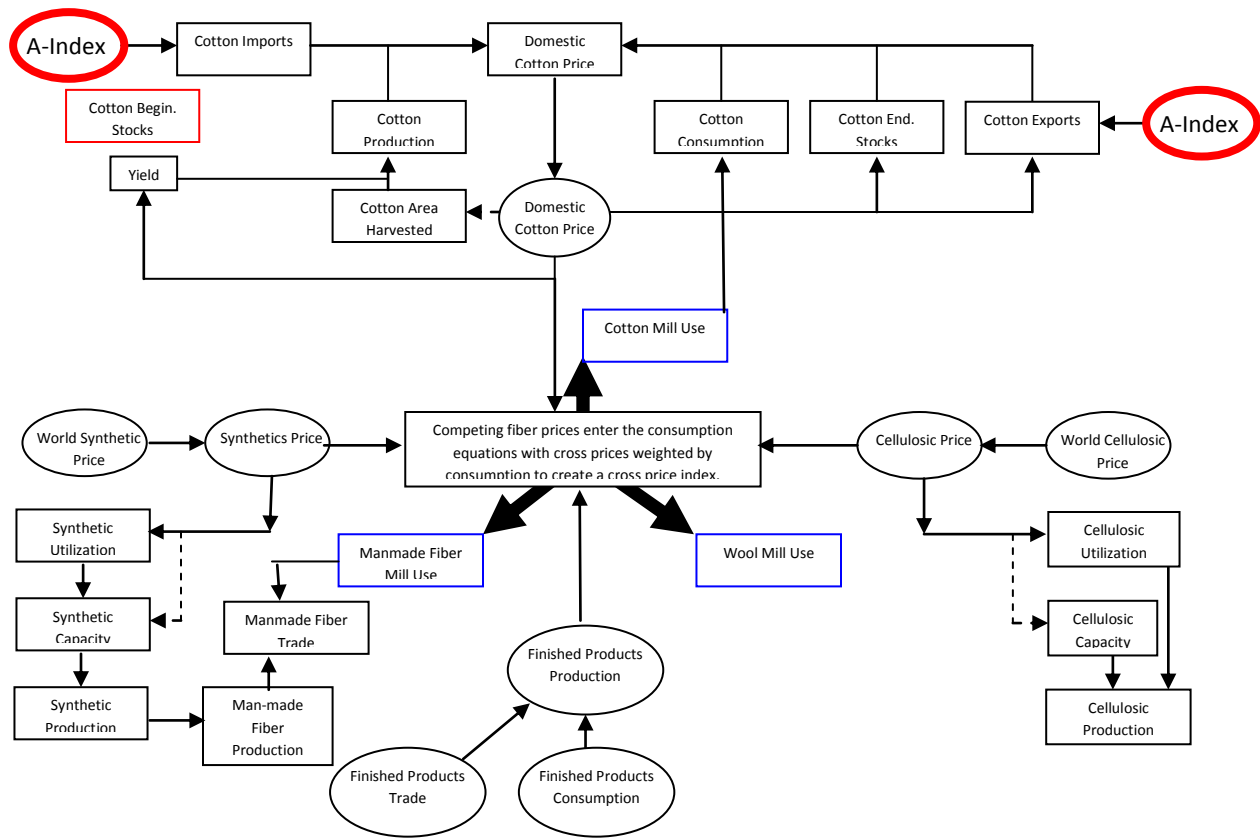 A-Index
Cotton Imports
Domestic
Cotton Price
Cotton Begin.
Stocks
Cotton
Production
Cotton
Consumption
Cotton End.
Stocks
Cotton Exports
A-Index
Yield
Cotton Area
Harvested
Domestic
Cotton Price
Cotton Mill Use
World Synthetic
Price
Synthetics Price
Competing fiber prices enter the consumption
equations with cross prices weighted by
consumption to create a cross price index.
Cellulosic Price
World Cellulosic
Price
Synthetic
Utilization
Manmade Fiber
Mill Use
Wool Mill Use
Cellulosic
Utilization
Synthetic
Capacity
Manmade Fiber
Trade
Finished Products
Production
Cellulosic
Capacity
Synthetic
Production
Man-made
Fiber
Production
Cellulosic
Production
Finished Products
Trade
Finished Products
Consumption